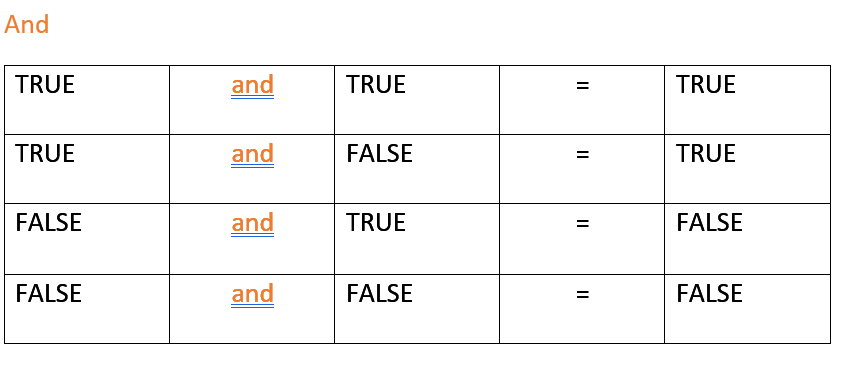 And
TRUE and TRUE = TRUE
TRUE and FALSE = TRUE
FALSE and TRUE = FALSE
FALSE and FALSE = FALSE